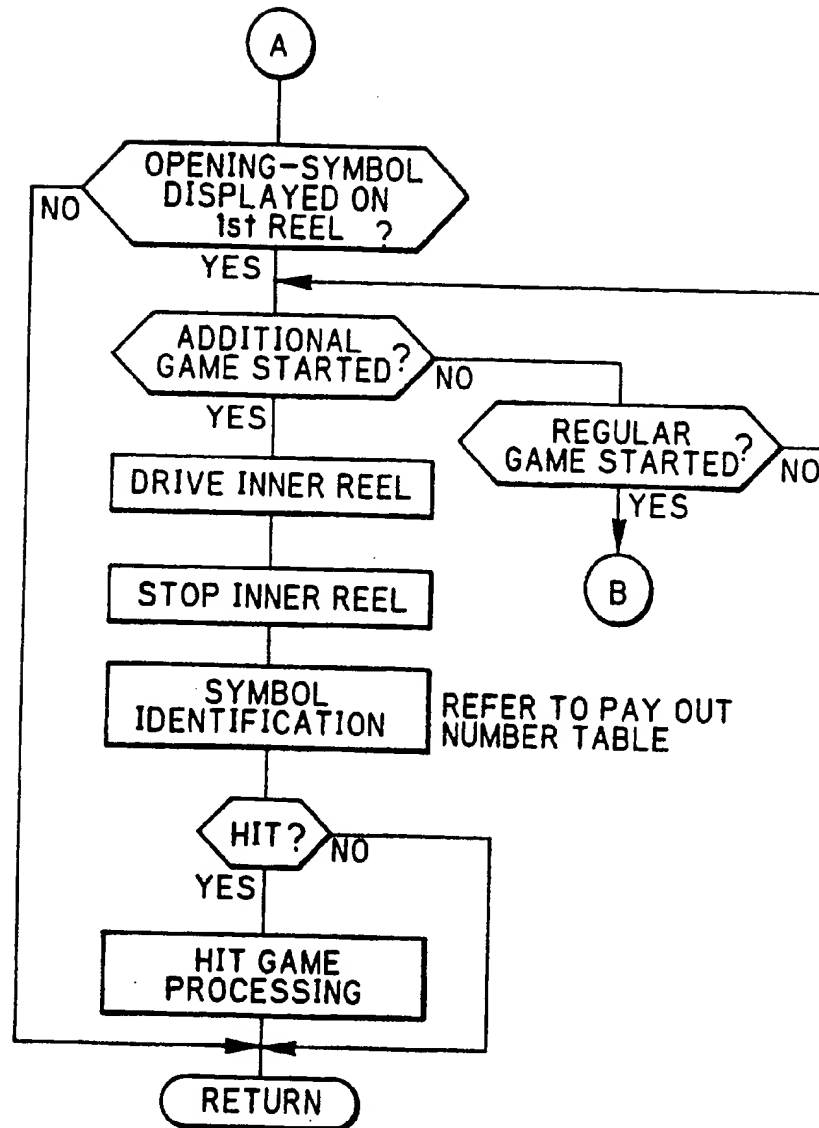 A
OPENING-SYMBOL
DISPLAYED ON
1st REEL ?
NO
YES
ADDITIONAL
GAME STARTED?
NO
YES
REGULAR
GAME STARTED?
NO
YES
B
DRIVE INNER REEL
STOP INNER REEL
SYMBOL
IDENTIFICATION
REFER TO PAY OUT
NUMBER TABLE
HIT?
NO
YES
HIT GAME
PROCESSING
RETURN